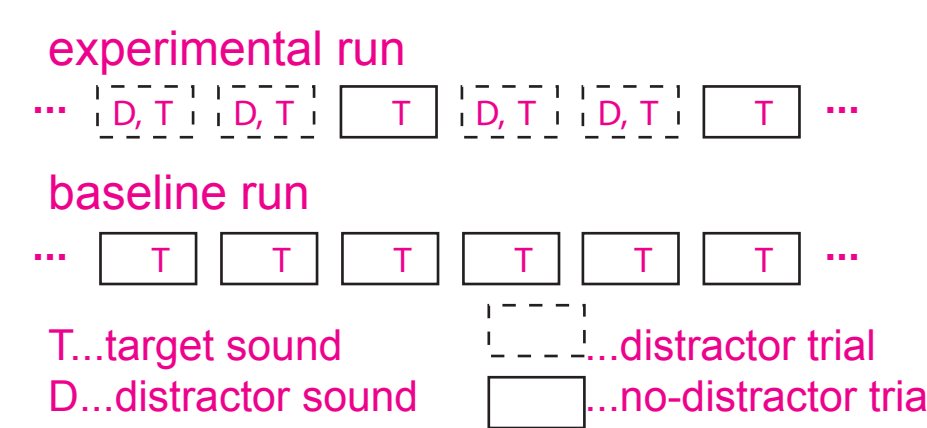 experimental run
... D, T D, T T D, T D, T T ...
baseline run
... T T T T T T ...
T...target sound ...distractor trial
D...distractor sound ...no-distractor tria